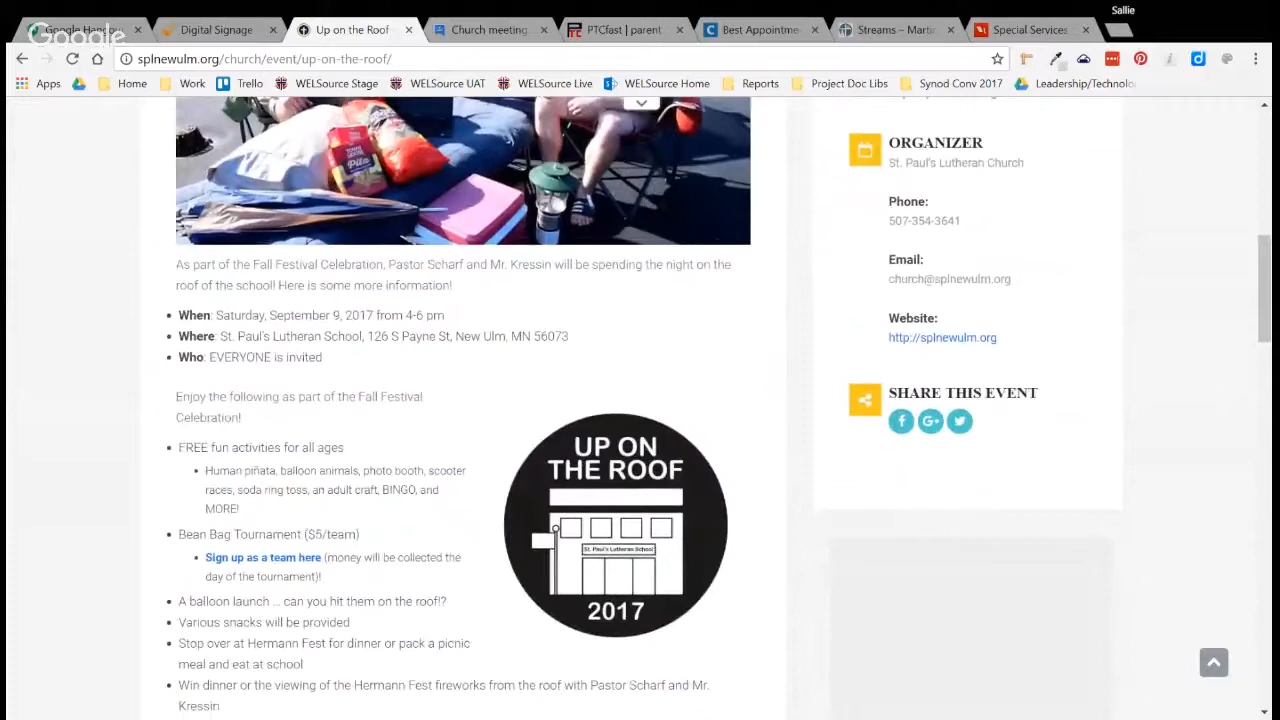 Sallie
Google Hango
Digital Signage
Up on the Roof
Church meeting,
PTCfast | parent
Best Appointme
Streams – Martin
Special Services
Google
splnewulm.org/church/event/up-on-the-roof/
Apps
Home
Work
Trello
WELSource Stage
WELSource UAT
WELSource Live
WELSource Home
Reports
Project Doc Libs
Synod Conv 2017
Leadership/Technolo
As part of the Fall Festival Celebration, Pastor Scharf and Mr. Kressin will be spending the night on the
roof of the school! Here is some more information!
When: Saturday, September 9, 2017 from 4-6 pm
Where: St. Paul's Lutheran School, 126 S Payne St, New Ulm, MN 56073
Who: EVERYONE is invited
Enjoy the following as part of the Fall Festival
Celebration!
FREE fun activities for all ages
Human piñata, balloon animals, photo booth, scooter
races, soda ring toss, an adult craft, BINGO, and
MORE!
Bean Bag Tournament ($5/team)
Sign up as a team here (money will be collected the
day of the tournament)!
A balloon launch ... can you hit them on the roof!?
Various snacks will be provided
Stop over at Hermann Fest for dinner or pack a picnic
meal and eat at school
Win dinner or the viewing of the Hermann Fest fireworks from the roof with Pastor Scharf and Mr.
Kressin
UP ON
THE ROOF
St. Paul's Lutheran School
2017
ORGANIZER
St. Paul's Lutheran Church
Phone:
507-354-3641
Email:
church@splnewulm.org
Website:
http://splnewulm.org
SHARE THIS EVENT